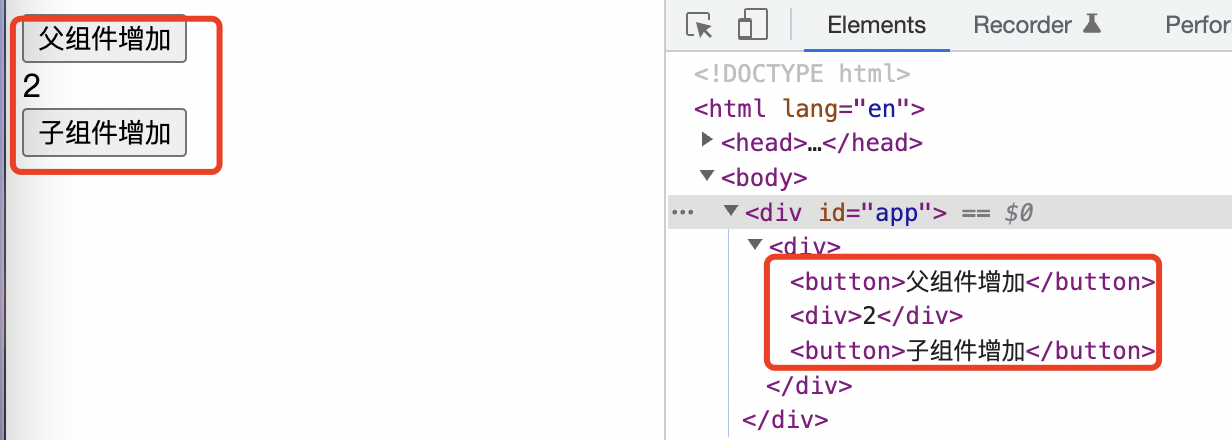 父组件增加
2
子组件增加
Elements Recorder Perfor
<!DOCTYPE html>
<html lang="en">
<head>…</head>
<body>
··· <div id="app"> == $0
<div>
<button>父组件增加</button>
<div>2</div>
<button>子组件增加</button>
</div>
</div>